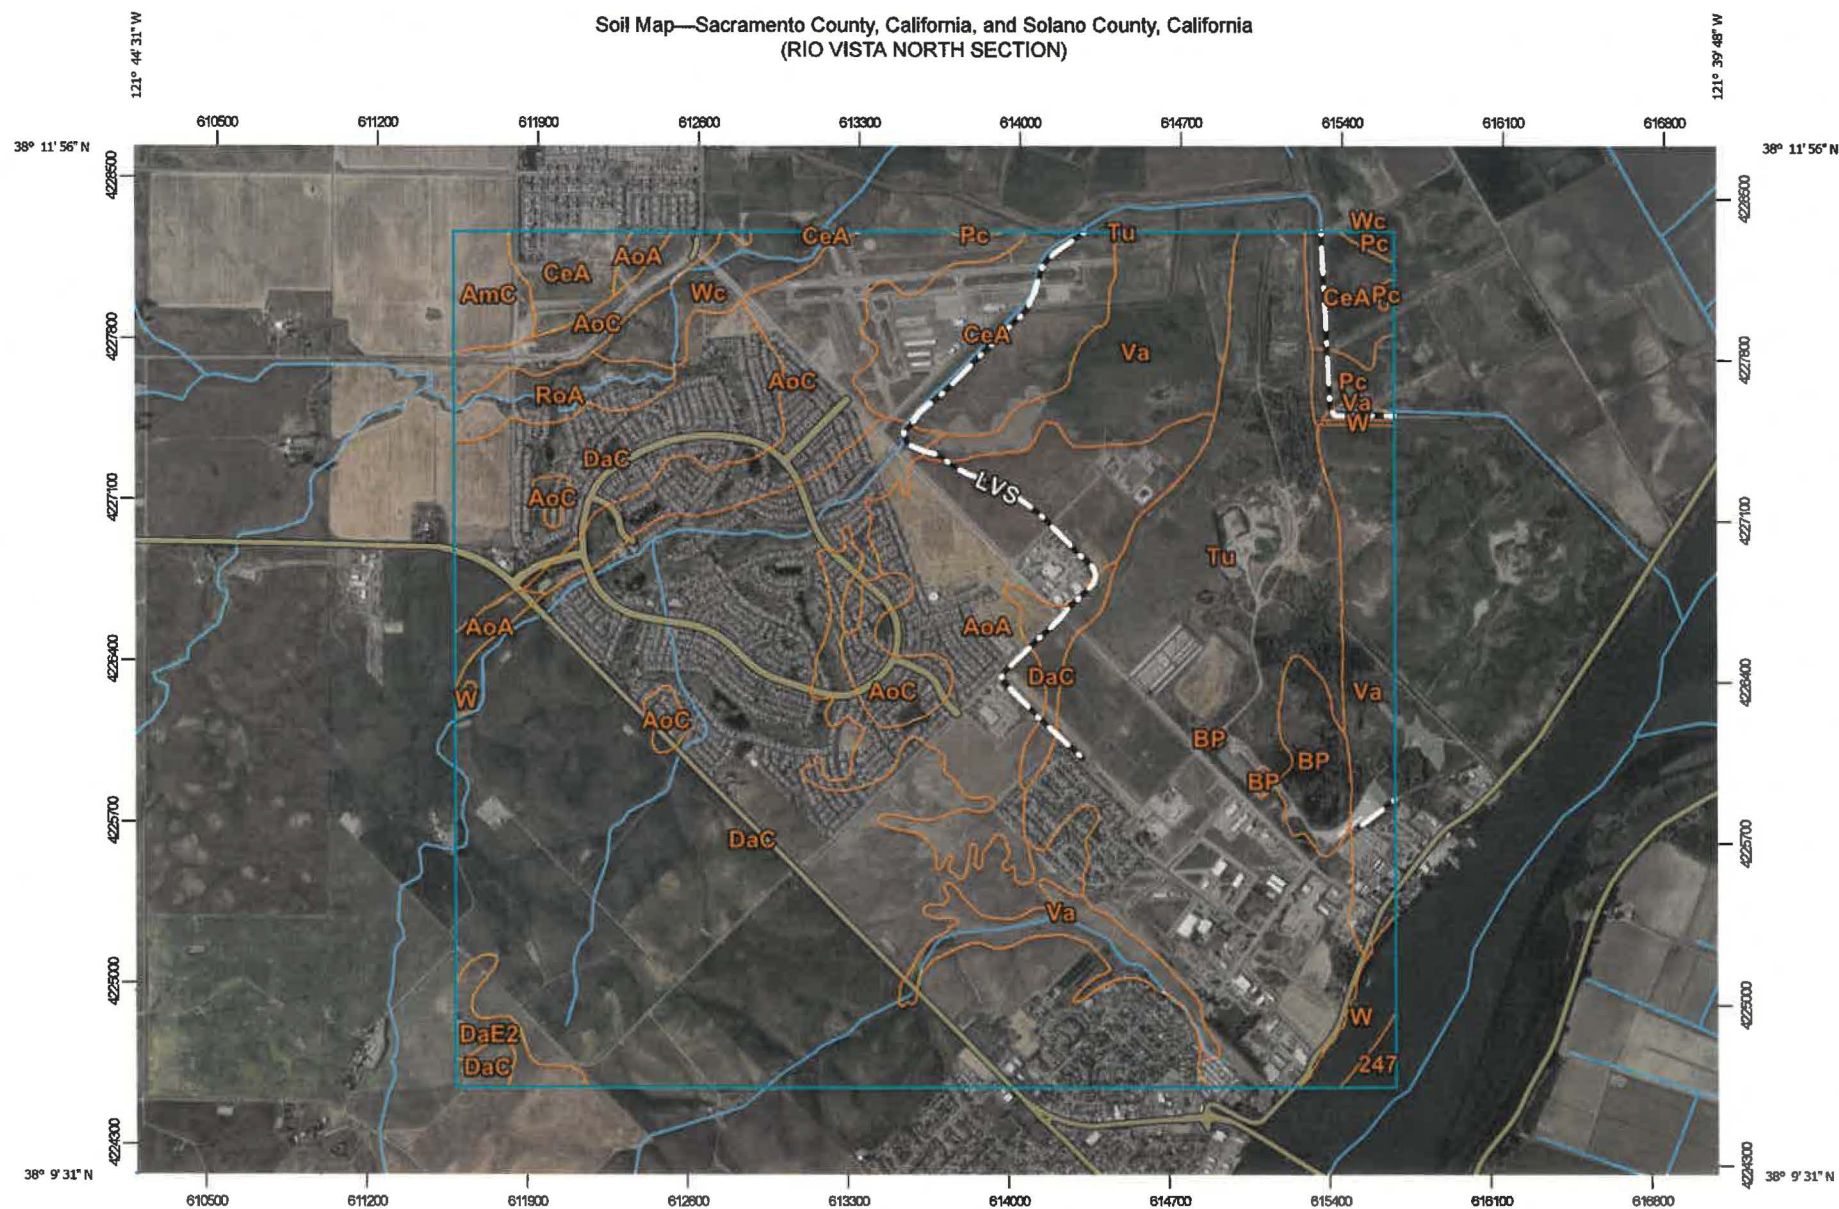 Soil Map—Sacramento County, California, and Solano County, California
(RIO VISTA NORTH SECTION)
121° 44' 31" W
121° 39' 48" W
610500 611200 611900 612600 613300 614000 614700 615400 616100 616800
38° 11' 56" N
38° 11' 56" N
4228500
4228600
Wc
CeA
Pc
Tu
Pc
AoA
CeA
AmC
Wc
CeA
Pc
AoC
CeA
4227800
4227800
Va
AoC
Pc
RoA
Va
W
DaC
LVS
AoC
4227100
4227100
Tu
AoA
AoA
4226400
4226400
DaC
W
AoC
Va
AoC
BP
BP
BP
4225700
4225700
DaC
Va
4225000
4225000
W
DaE2
DaC
247
4224300
4224300
38° 9' 31" N
38° 9' 31" N
610500 611200 611900 612600 613300 614000 614700 615400 616100 616800